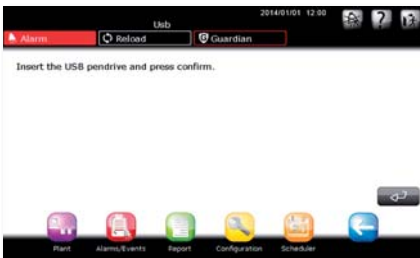 2014/01/01 12:00
Usb
Alarm
Reload
Guardian
Insert the USB pendrive and press confirm.
Plant
Alarms/Events
Report
Configuration
Scheduler